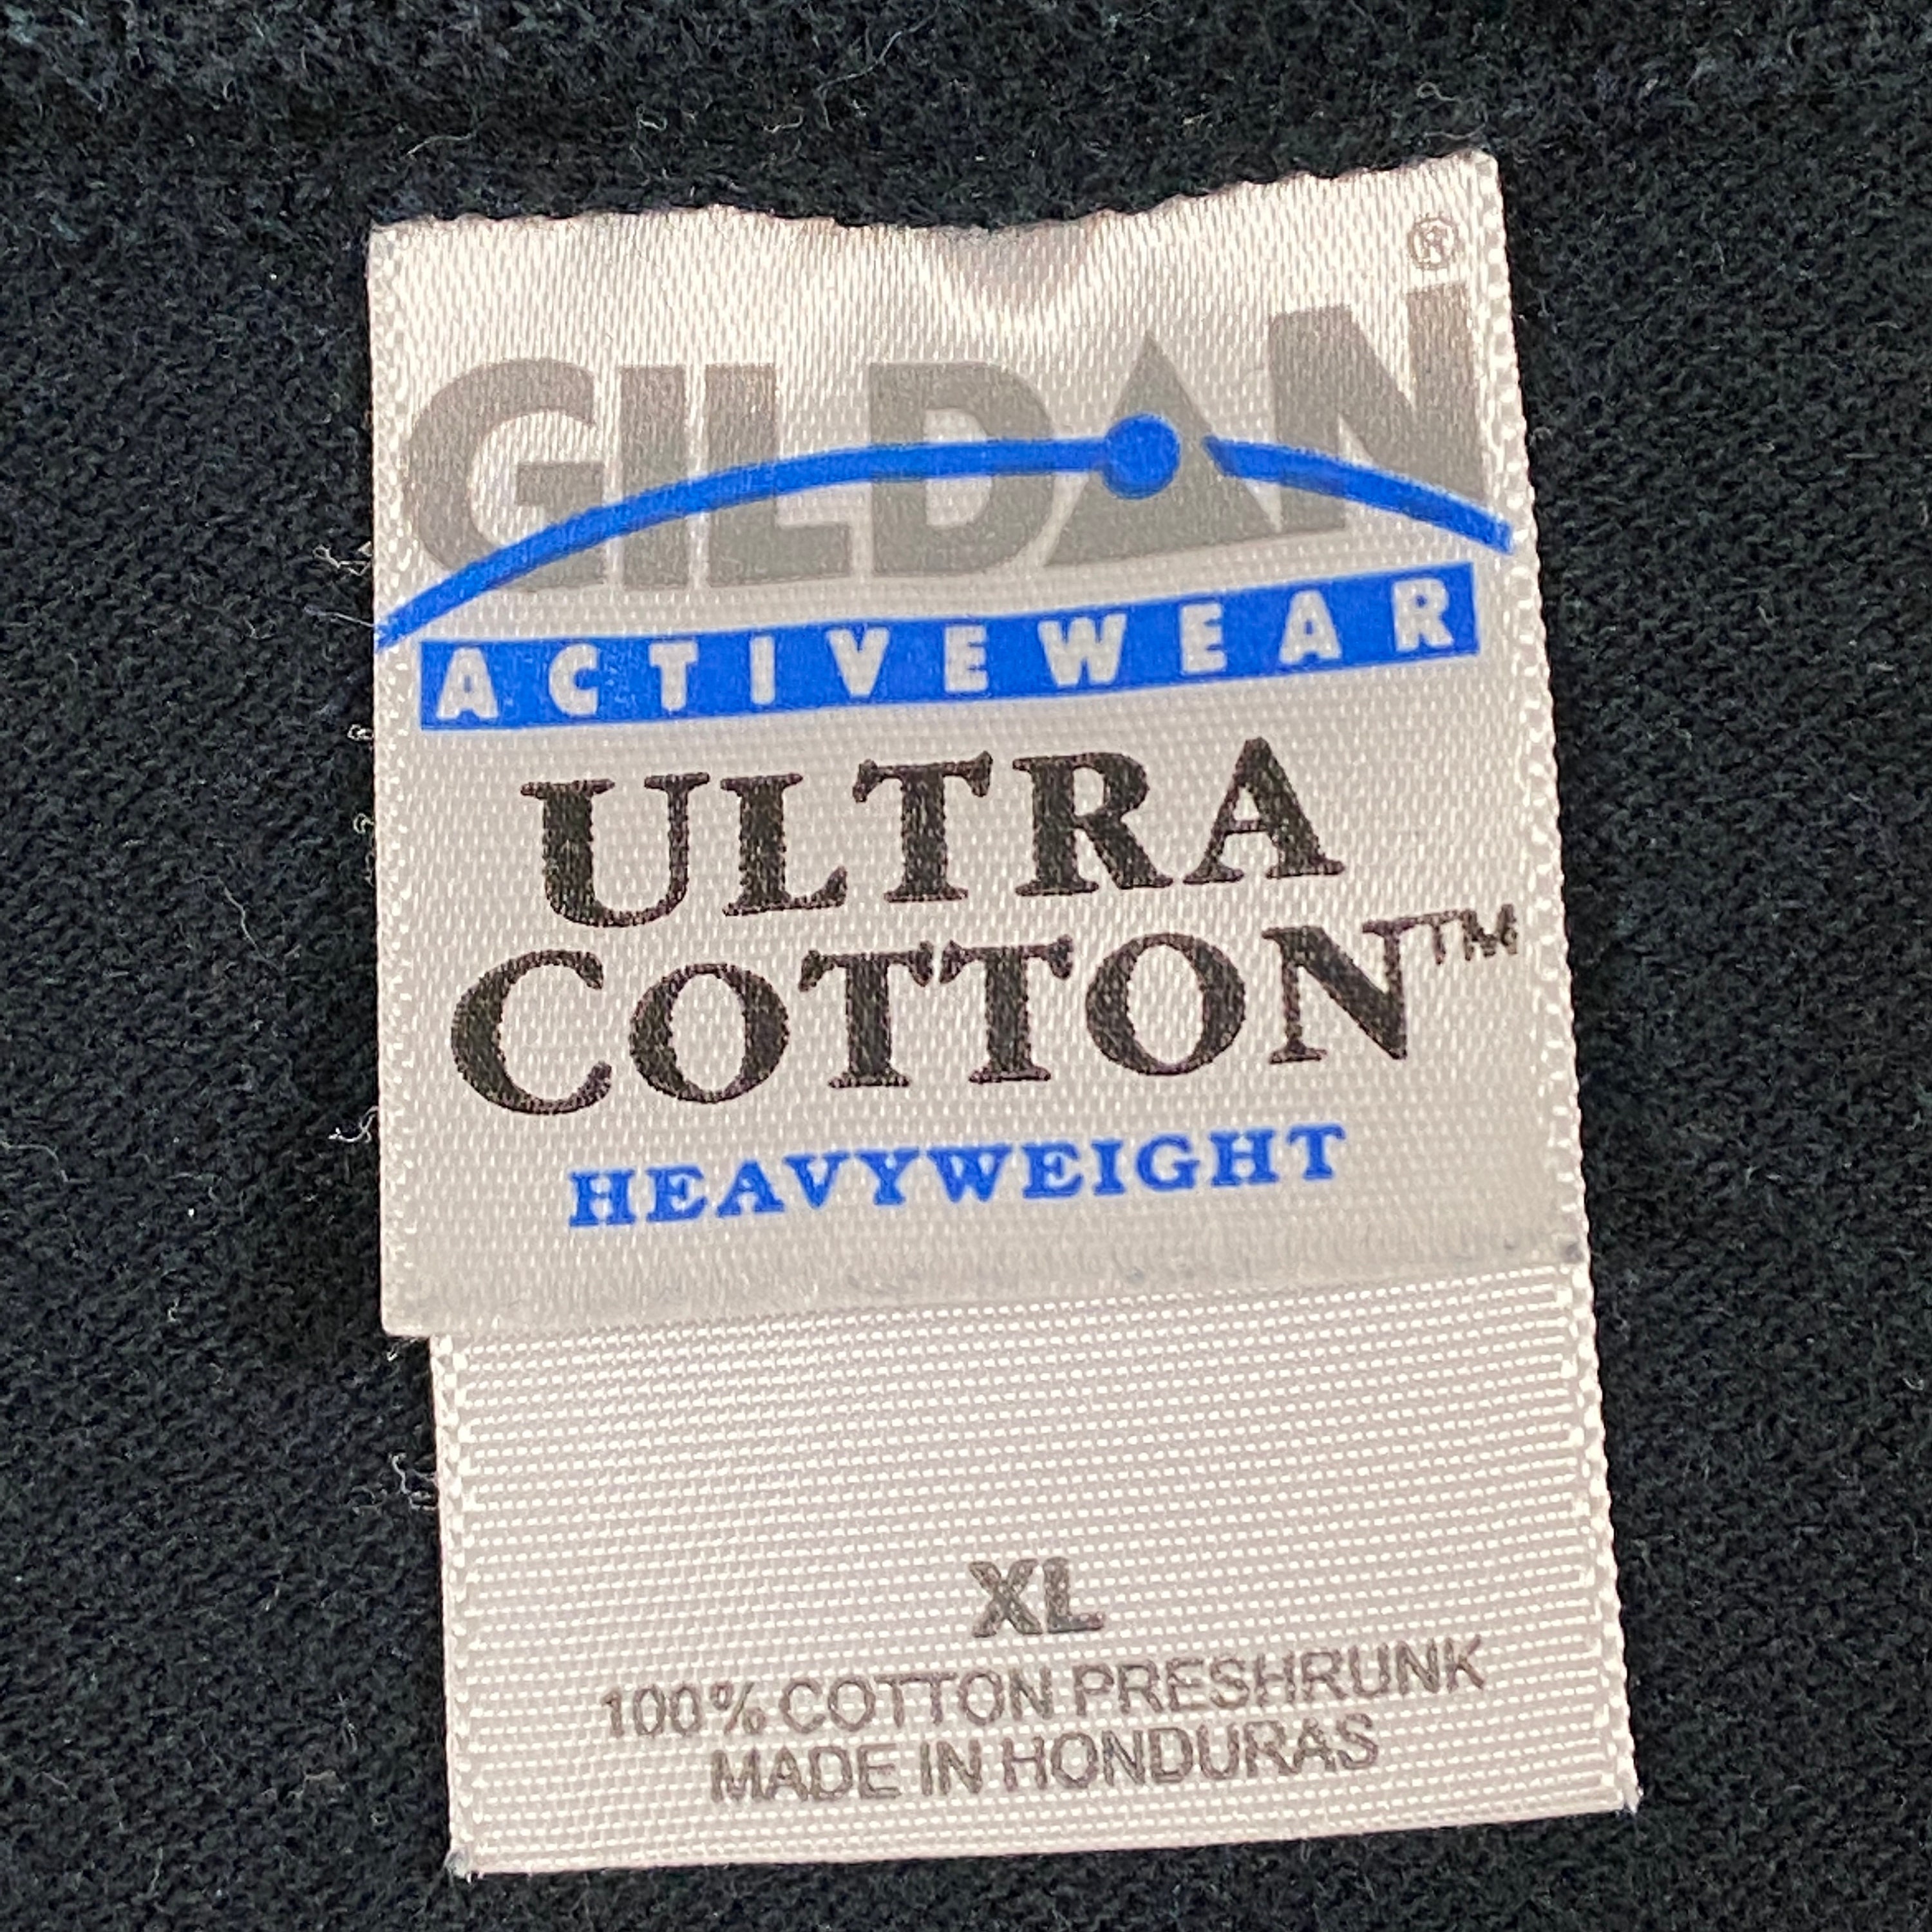 GILDAN®
ACTIVEWEAR
ULTRA
COTTON™
HEAVYWEIGHT
XL
100% COTTON PRESHRUNK
MADE IN HONDURAS